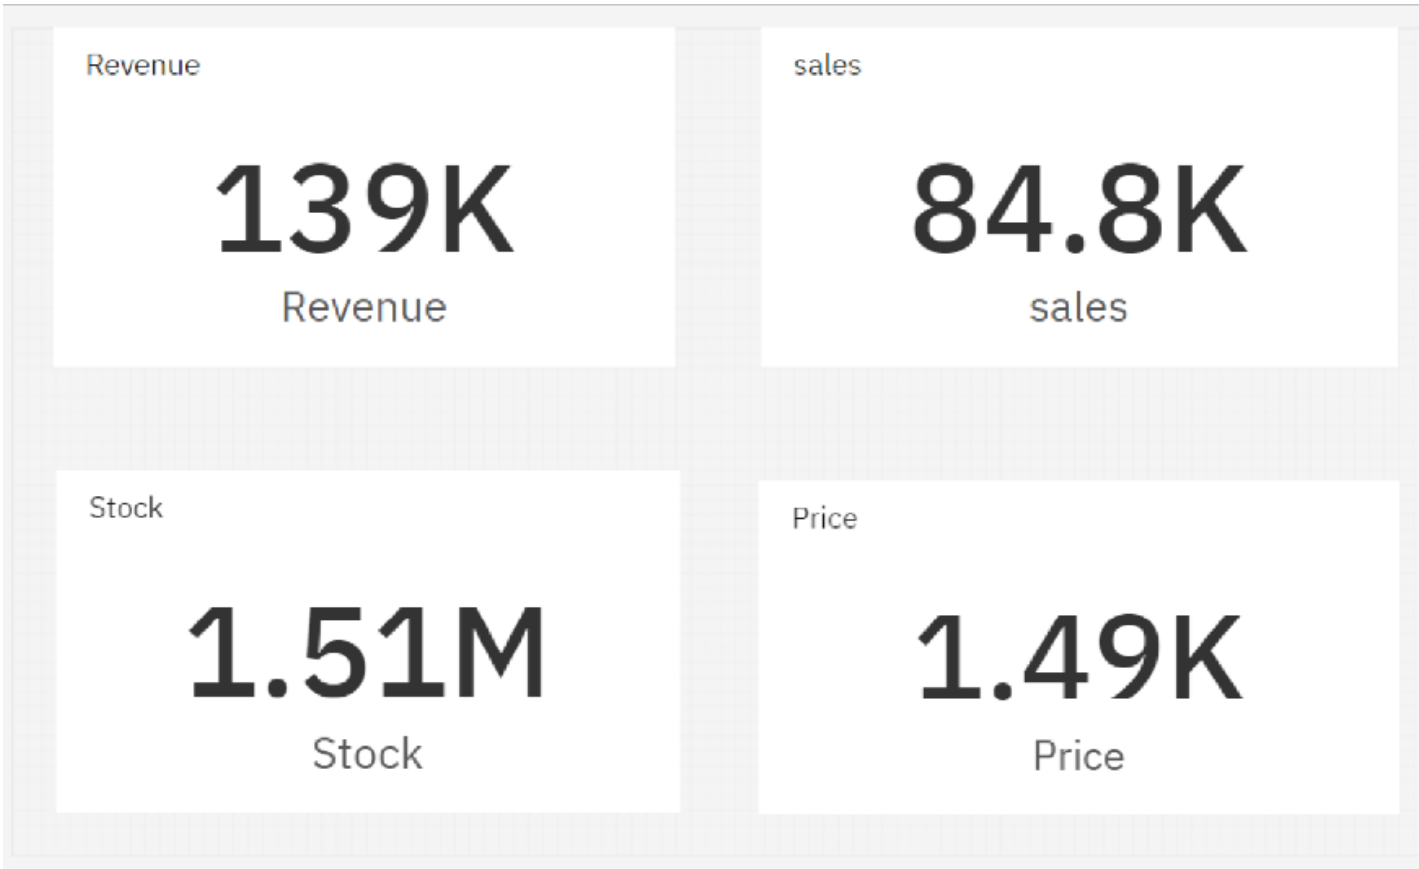 Revenue
139K
Revenue
sales
84.8K
sales
Stock
1.51M
Stock
Price
1.49K
Price